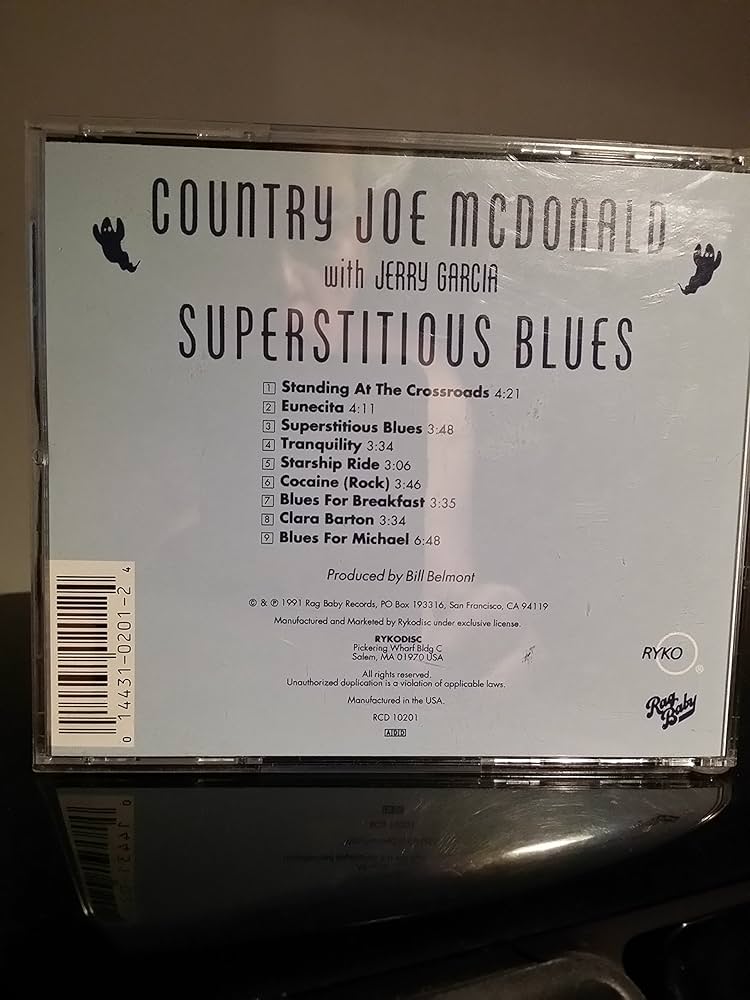 COUNTRY JOE MCDONALD
with JERRY GARCIA
SUPERSTITIOUS BLUES
1 Standing At The Crossroads 4:21
2 Eunecita 4:11
3 Superstitious Blues 3:48
4 Tranquility 3:34
5 Starship Ride 3:06
6 Cocaine (Rock) 3:46
7 Blues For Breakfast 3:35
8 Clara Barton 3:34
9 Blues For Michael 6:48
Produced by Bill Belmont
© & ℗ 1991 Rag Baby Records, PO Box 193316, San Francisco, CA 94119
Manufactured and Marketed by Rykodisc under exclusive license.
RYKODISC
Pickering Wharf Bldg C
Salem, MA 01970 USA
All rights reserved.
Unauthorized duplication is a violation of applicable laws.
Manufactured in the USA.
RCD 10201
ADD
0 14431-0201-2 4
RYKO ®
Rag
Baby